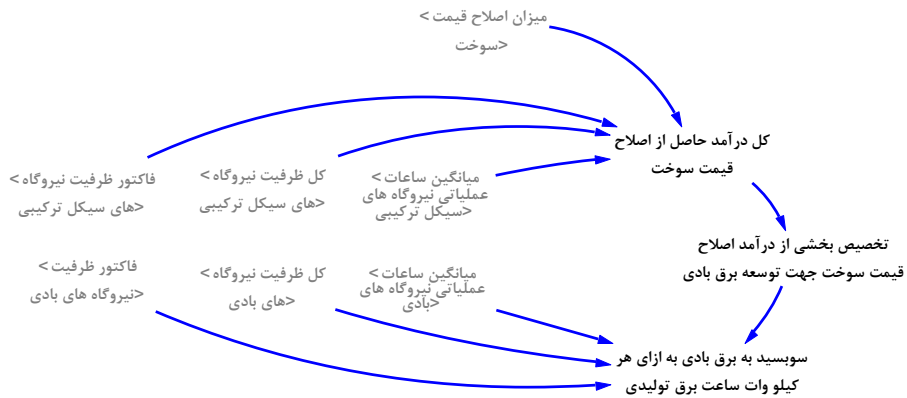 < میزان اصلاح قیمت
سوخت>
کل درآمد حاصل از اصلاح
قیمت سوخت
< فاکتور ظرفیت نیروگاه
های سیکل ترکیبی>
< کل ظرفیت نیروگاه
های سیکل ترکیبی>
< میانگین ساعات
عملیاتی نیروگاه های
سیکل ترکیبی>
تخصیص بخشی از درآمد اصلاح
قیمت سوخت جهت توسعه برق بادی
< فاکتور ظرفیت
نیروگاه های بادی>
< کل ظرفیت نیروگاه
های بادی>
< میانگین ساعات
عملیاتی نیروگاه های
بادی>
سوبسید به برق بادی به ازای هر
کیلو وات ساعت برق تولیدی